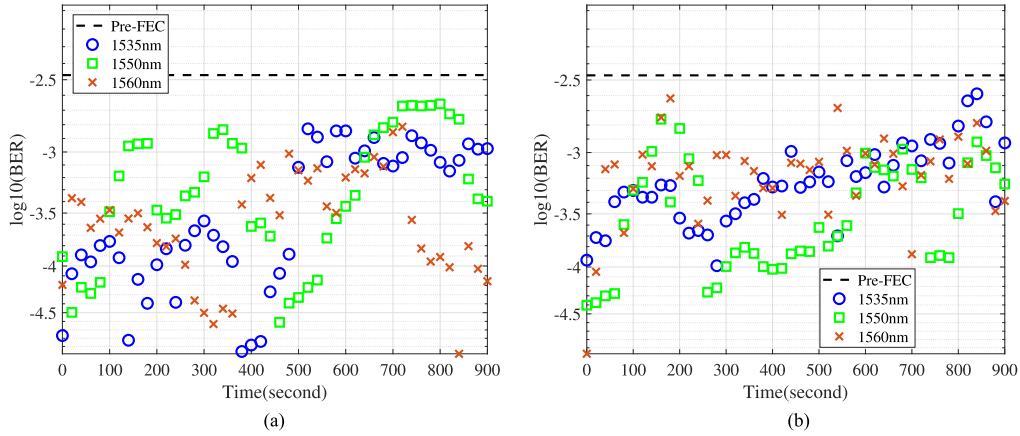 Pre-FEC
1535nm
1550nm
1560nm
-2.5
-3
-3.5
-4
-4.5
log10(BER)
0 100 200 300 400 500 600 700 800 900
Time(second)
(a)
-2.5
-3
-3.5
-4
-4.5
log10(BER)
Pre-FEC
1535nm
1550nm
1560nm
0 100 200 300 400 500 600 700 800 900
Time(second)
(b)